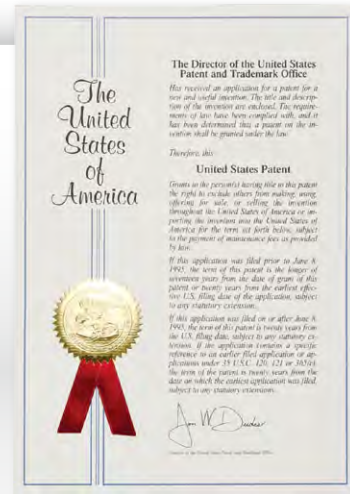 The
United
States
of
America
The Director of the United States
Patent and Trademark Office
Has received an application for a patent for a
new and useful invention. The title and descrip-
tion of the invention are enclosed. The require-
ments of law have been complied with, and it
has been determined that a patent on the in-
vention shall be granted under the law.
Therefore, this
United States Patent
Grants to the person(s) having title to this patent
the right to exclude others from making, using,
offering for sale, or selling the invention
throughout the United States of America or im-
porting the invention into the United States of
America for the term set forth below, subject
to the payment of maintenance fees as provided
by law.
If this application was filed prior to June 8,
1995, the term of this patent is the longer of
seventeen years from the date of grant of this
patent or twenty years from the earliest effec-
tive U.S. filing date of the application, subject
to any statutory extension.
If this application was filed on or after June 8,
1995, the term of this patent is twenty years from
the U.S. filing date, subject to any statutory ex-
tension. If the application contains a specific
reference to an earlier filed application or ap-
plications under 35 U.S.C. 120, 121 or 365(c),
the term of the patent is twenty years from the
date on which the earliest application was filed,
subject to any statutory extensions.
Jon W Dudas